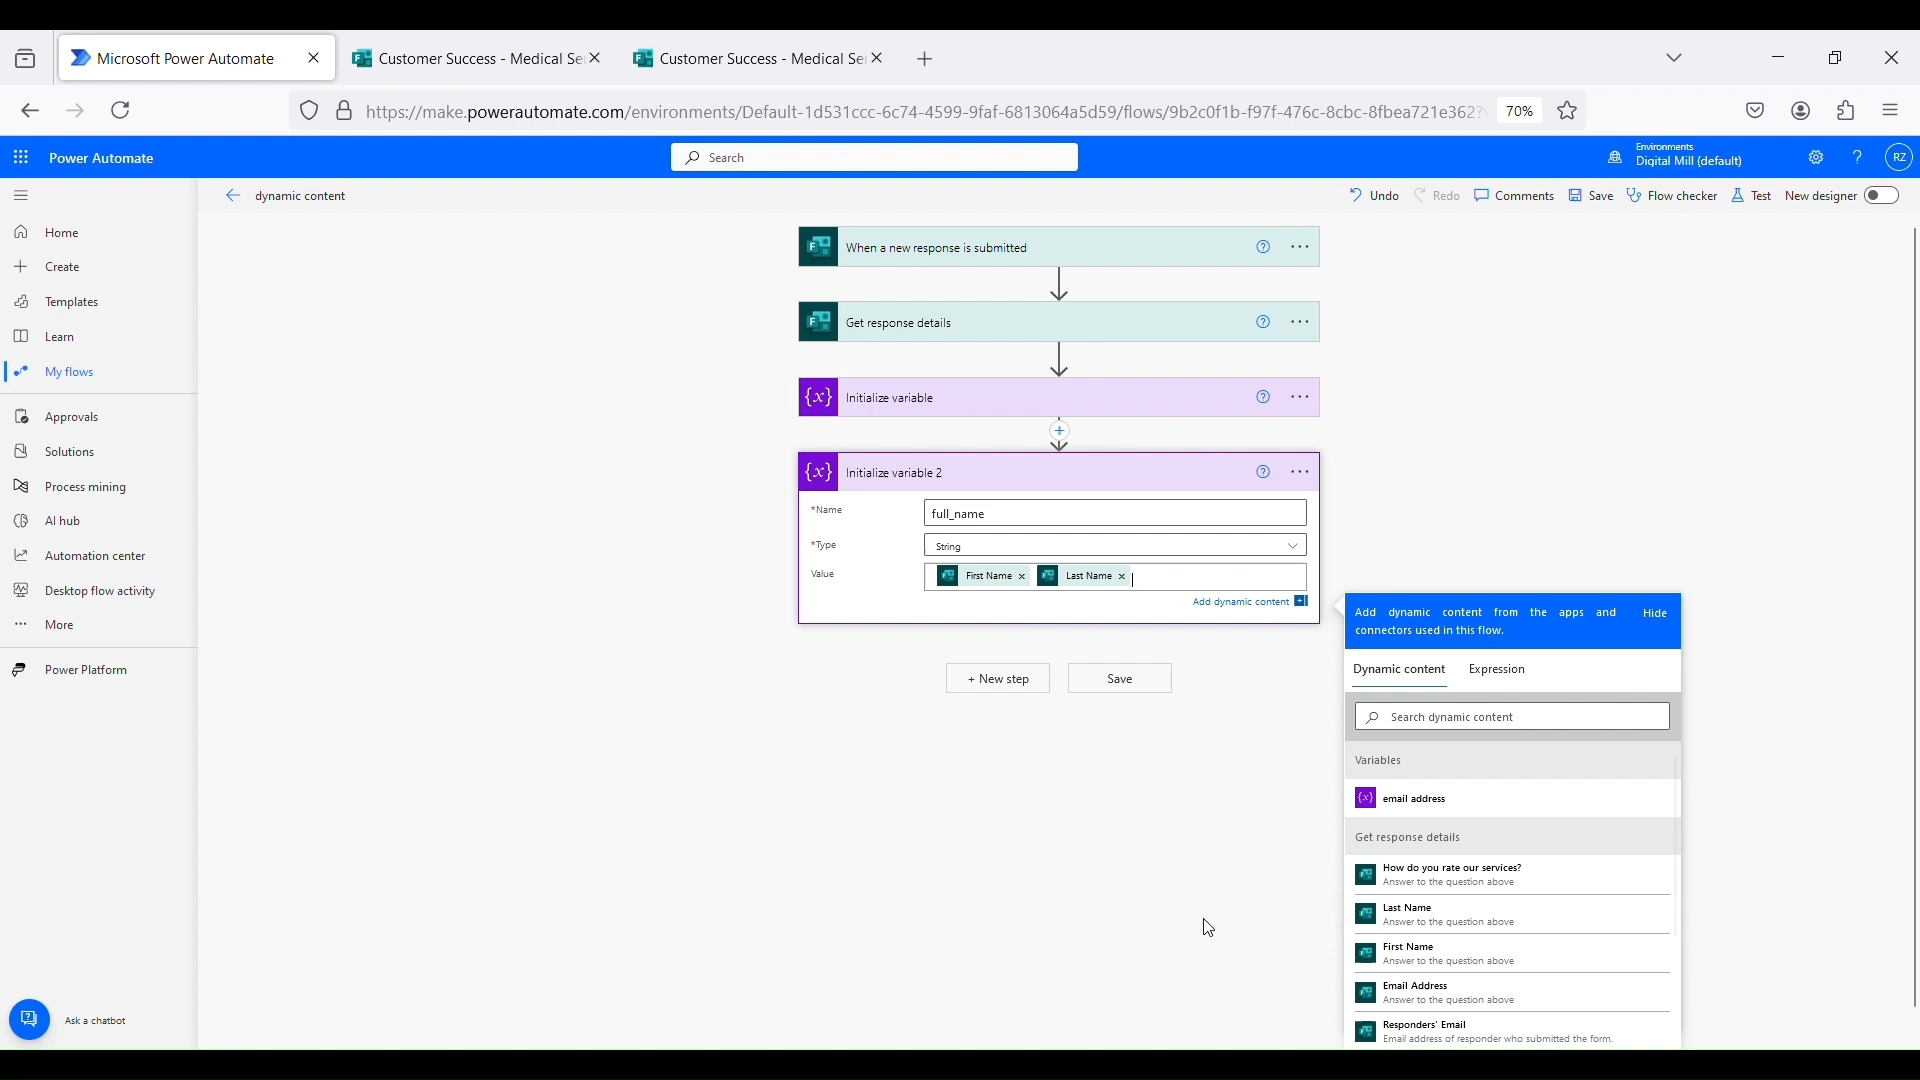 Microsoft Power Automate
Customer Success - Medical Se
Customer Success - Medical Ser
https://make.powerautomate.com/environments/Default-1d531ccc-6c74-4599-9faf-6813064a5d59/flows/9b2c0f1b-f97f-476c-8cbc-8fbea721e362?
70%
Power Automate
Search
Environments
Digital Mill (default)
RZ
dynamic content
Undo
Redo
Comments
Save
Flow checker
Test
New designer
Home
Create
Templates
Learn
My flows
Approvals
Solutions
Process mining
AI hub
Automation center
Desktop flow activity
More
Power Platform
Ask a chatbot
When a new response is submitted
Get response details
{x} Initialize variable
{x} Initialize variable 2
*Name
full_name
*Type
String
Value
First Name x Last Name x
Add dynamic content
+ New step
Save
Add dynamic content from the apps and
connectors used in this flow.
Hide
Dynamic content
Expression
Search dynamic content
Variables
{x} email address
Get response details
How do you rate our services?
Answer to the question above
Last Name
Answer to the question above
First Name
Answer to the question above
Email Address
Answer to the question above
Responders' Email
Email address of responder who submitted the form.